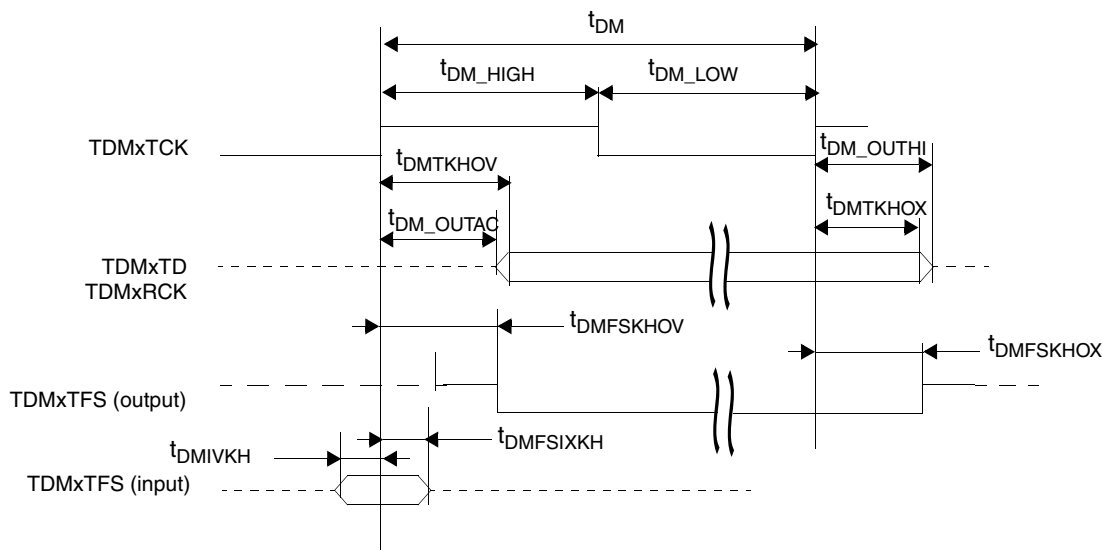 tDM
tDM_HIGH
tDM_LOW
TDMxTCK
tDM_OUTHI
tDMTKHOV
tDMTKHOX
tDM_OUTAC
TDMxTD
TDMxRCK
tDMFSKHOV
tDMFSKHOX
TDMxTFS (output)
tDMIVKH
tDMFSIXKH
TDMxTFS (input)